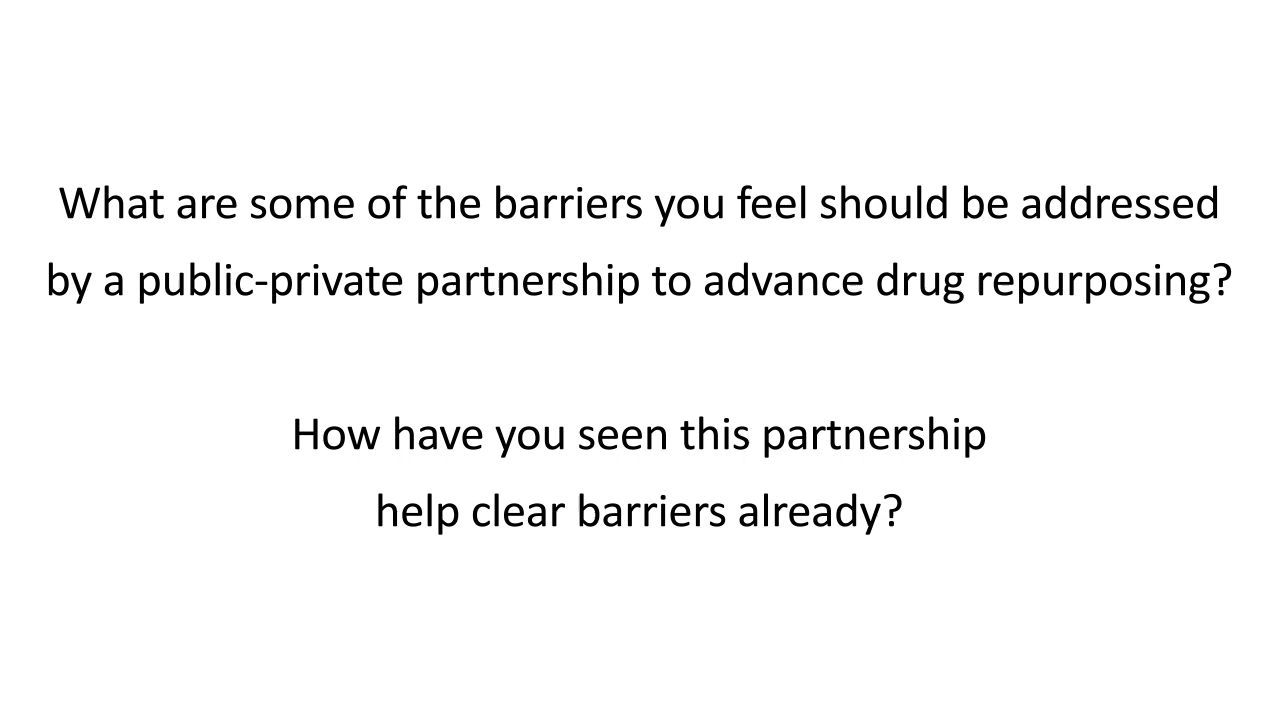 What are some of the barriers you feel should be addressed
by a public-private partnership to advance drug repurposing?
How have you seen this partnership
help clear barriers already?